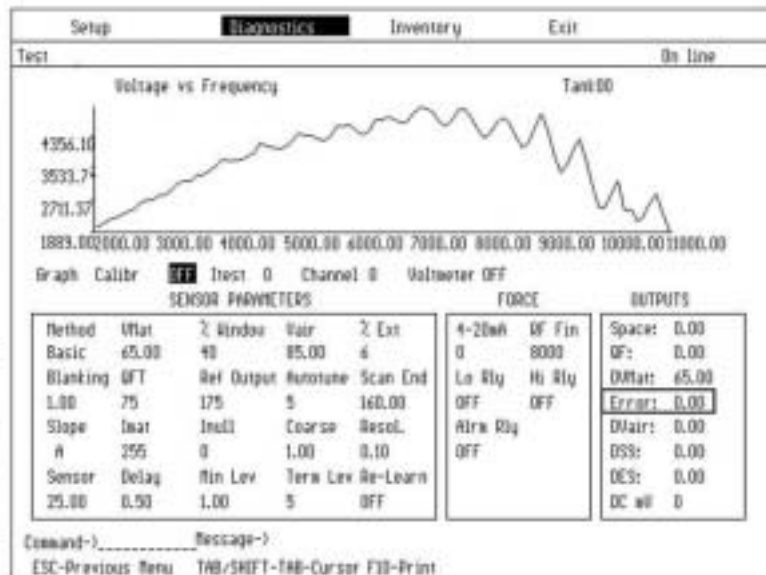 Setup Diagnostics Inventory Exit
Test On line
Voltage vs Frequency Tank:00
4356.10
3533.7
2711.37
1889.00 2000.00 3000.00 4000.00 5000.00 6000.00 7000.00 8000.00 9000.00 10000.00 11000.00
Graph Calibr OFF Itest 0 Channel 0 Voltmeter OFF
SENSOR PARAMETERS FORCE OUTPUTS
Method VMat % Window Vair % Ext 4-20mA RF Fin Space: 0.00
Basic 65.00 40 85.00 6 0 8000 QF: 0.00
Blanking QFT Ref Output Autotune Scan End Lo Rly Hi Rly DVMat: 65.00
1.00 75 175 5 160.00 OFF OFF Error: 0.00
Slope Imat Inull Coarse Resol. Alrm Rly DVair: 0.00
A 255 0 1.00 0.10 OFF DSS: 0.00
Sensor Delay Min Lev Term Lev Re-Learn DES: 0.00
25.00 0.50 1.00 5 OFF DC mV 0
Command-> Message->
ESC-Previous Menu TAB/SHIFT-TAB-Cursor F10-Print